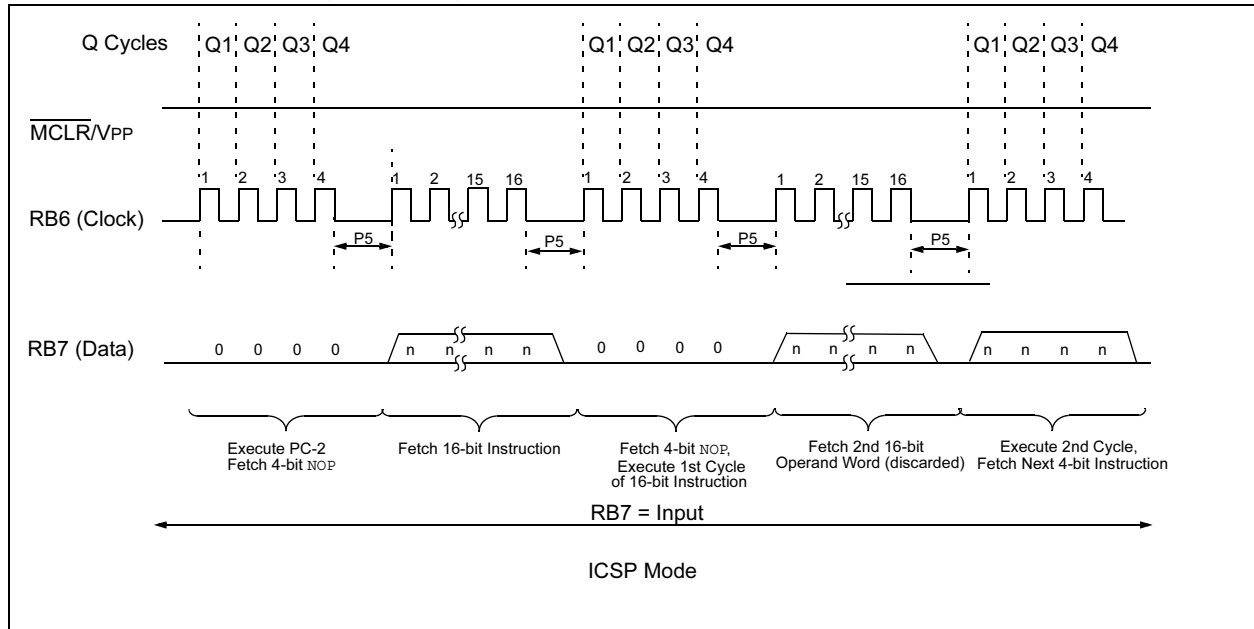 Q Cycles Q1 Q2 Q3 Q4 Q1 Q2 Q3 Q4 Q1 Q2 Q3 Q4
MCLR/VPP
1 2 3 4 1 2 15 16 1 2 3 4 1 2 15 16 1 2 3 4
RB6 (Clock)
P5 P5 P5 P5
RB7 (Data)
0 0 0 0 n n n n 0 0 0 0 n n n n n n n n
Execute PC-2
Fetch 4-bit NOP
Fetch 16-bit Instruction
Fetch 4-bit NOP,
Execute 1st Cycle
of 16-bit Instruction
Fetch 2nd 16-bit
Operand Word (discarded)
Execute 2nd Cycle,
Fetch Next 4-bit Instruction
RB7 = Input
ICSP Mode